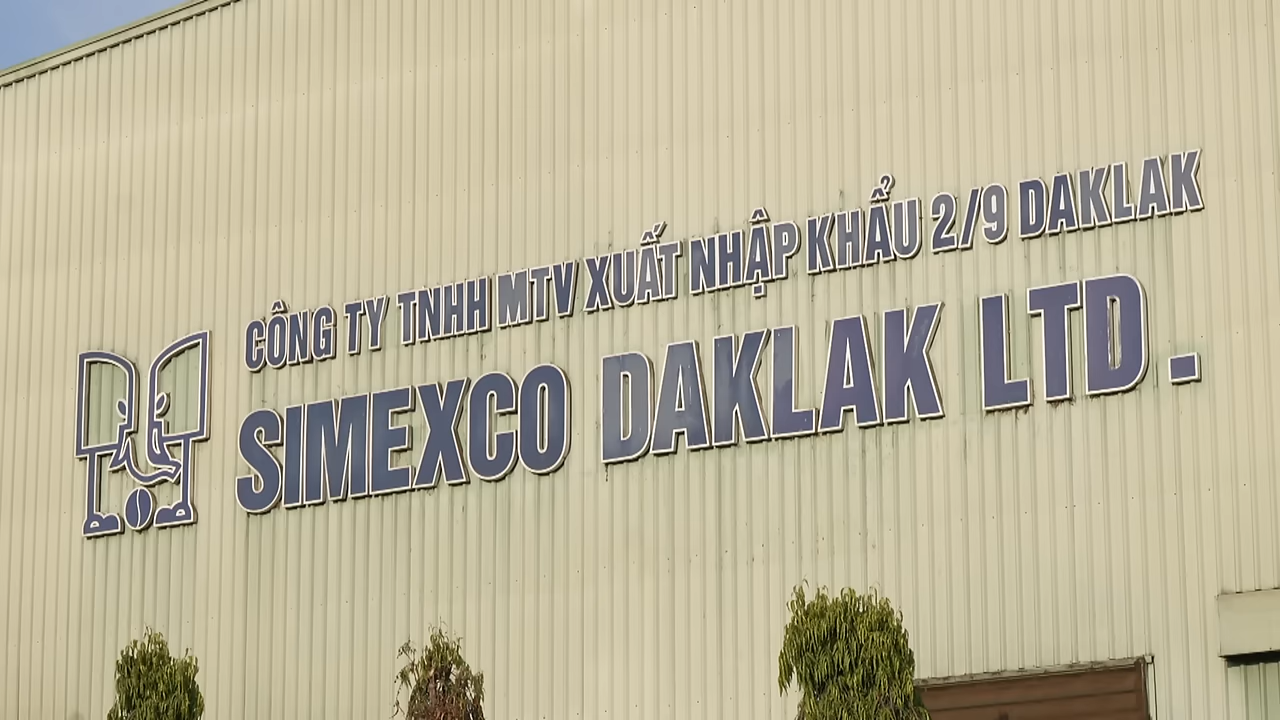 CÔNG TY TNHH MTV XUẤT NHẬP KHẨU 2/9 DAKLAK
SIMEXCO DAKLAK LTD.